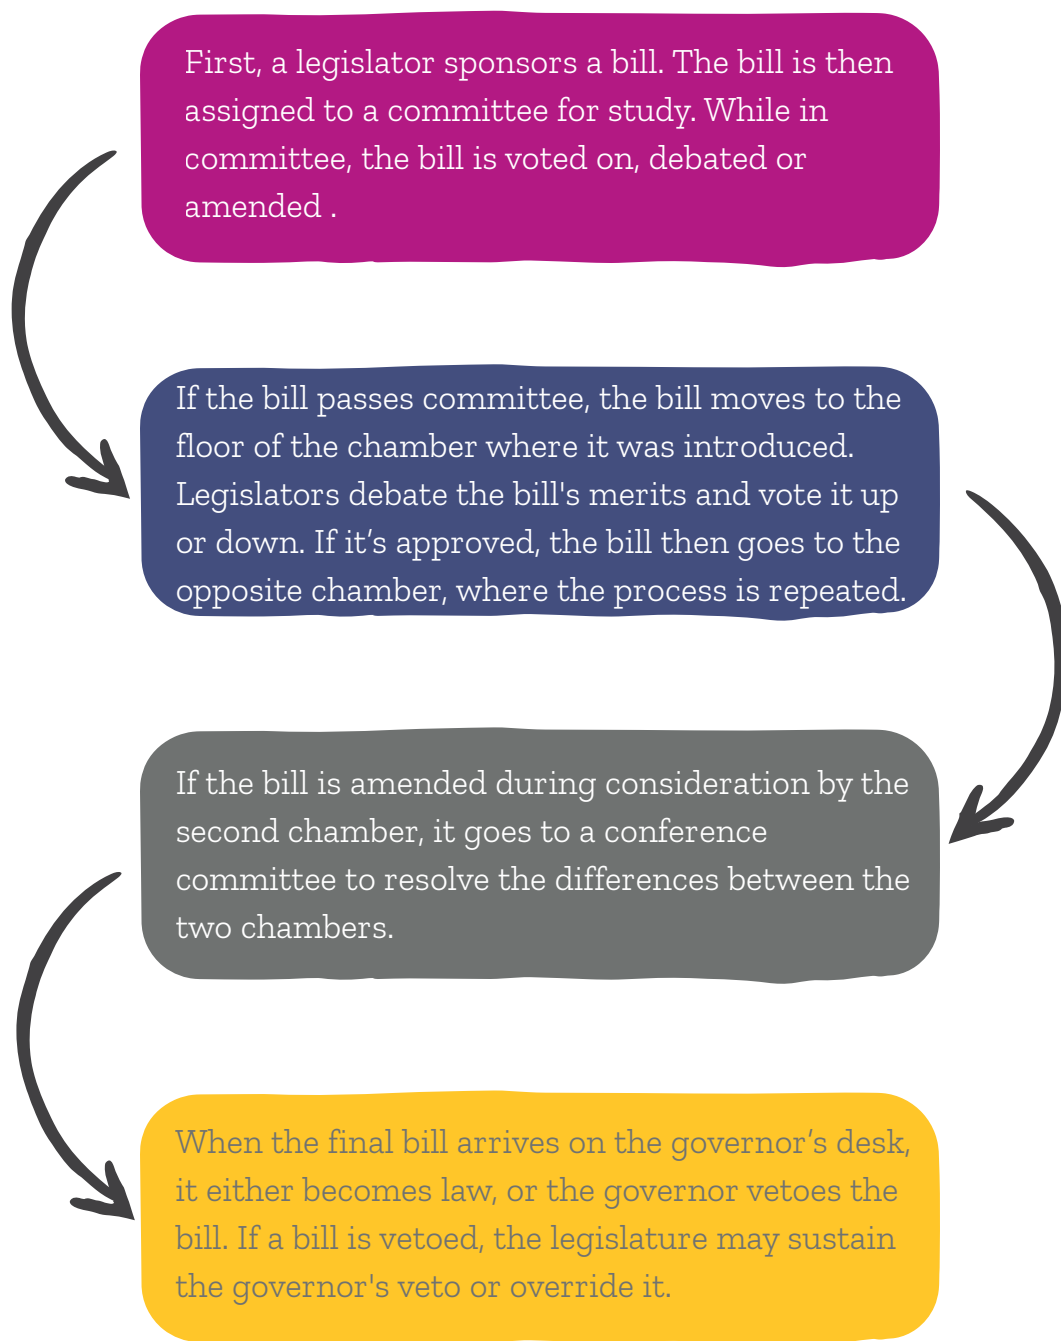 First, a legislator sponsors a bill. The bill is then
assigned to a committee for study. While in
committee, the bill is voted on, debated or
amended .
If the bill passes committee, the bill moves to the
floor of the chamber where it was introduced.
Legislators debate the bill's merits and vote it up
or down. If it’s approved, the bill then goes to the
opposite chamber, where the process is repeated.
If the bill is amended during consideration by the
second chamber, it goes to a conference
committee to resolve the differences between the
two chambers.
When the final bill arrives on the governor’s desk,
it either becomes law, or the governor vetoes the
bill. If a bill is vetoed, the legislature may sustain
the governor's veto or override it.